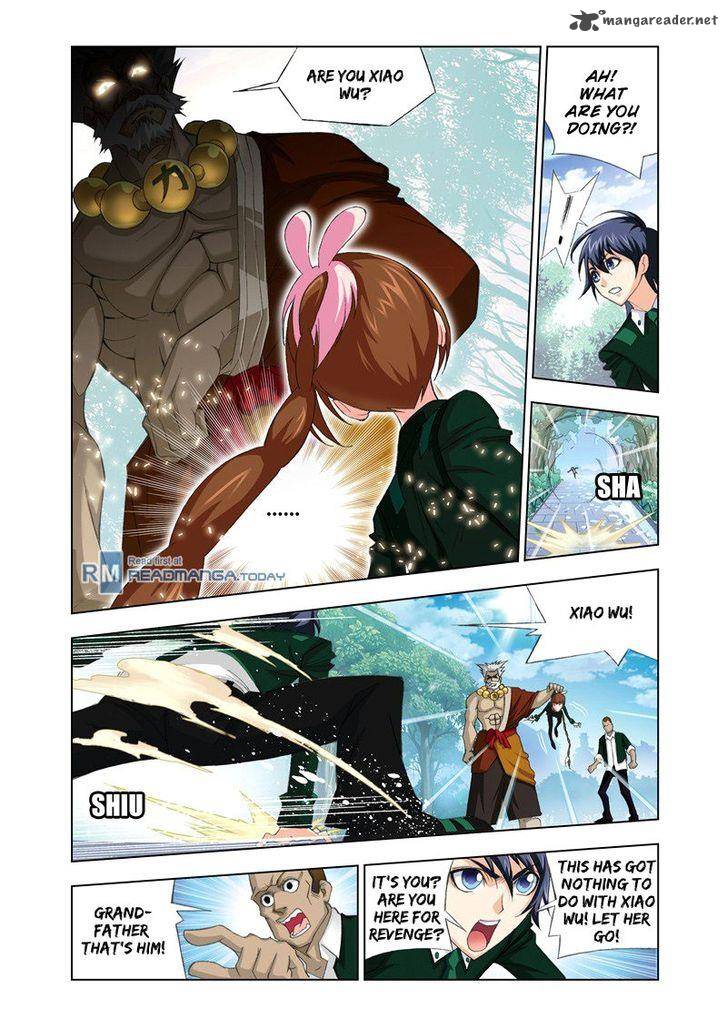 mangareader.net
AH!
WHAT
ARE YOU
DOING?!
...
!
ARE YOU XIAO
WU?
力
......
SHA
RM
Read first at
READMANGA.TODAY
XIAO WU!
SHIU
IT'S YOU?
ARE YOU
HERE FOR
REVENGE?
THIS HAS GOT
NOTHING TO
DO WITH XIAO
WU! LET HER
GO!
GRAND-
FATHER
THAT'S HIM!